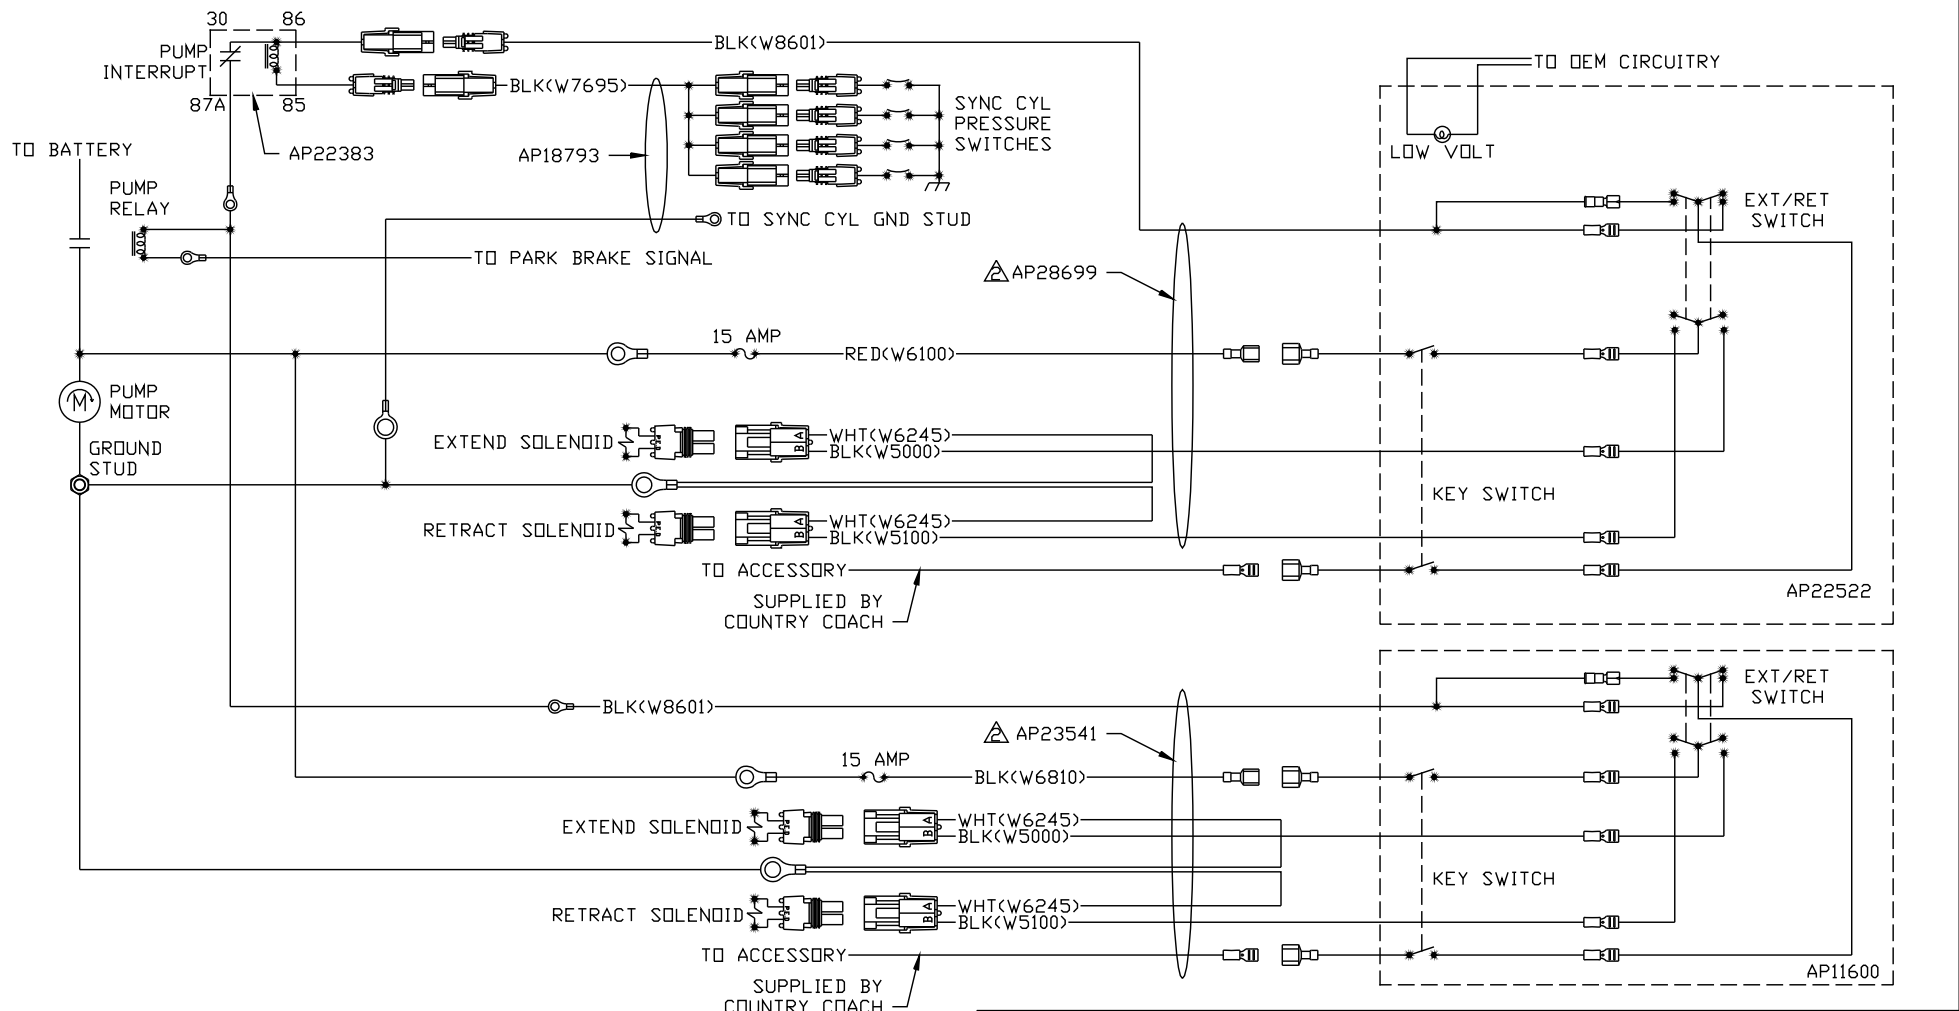 30 86
PUMP
INTERRUPT
87A 85
BLK(W8601)
BLK(W7695)
AP22383
AP18793
SYNC CYL
PRESSURE
SWITCHES
TO OEM CIRCUITRY
LOW VOLT
TO BATTERY
PUMP
RELAY
TO SYNC CYL GND STUD
TO PARK BRAKE SIGNAL
EXT/RET
SWITCH
2 AP28699
15 AMP
RED(W6100)
M
PUMP
MOTOR
GROUND
STUD
EXTEND SOLENOID
A
B
WHT(W6245)
BLK(W5000)
KEY SWITCH
RETRACT SOLENOID
A
B
WHT(W6245)
BLK(W5100)
TO ACCESSORY
SUPPLIED BY
COUNTRY COACH
AP22522
EXT/RET
SWITCH
BLK(W8601)
2 AP23541
15 AMP
BLK(W6810)
EXTEND SOLENOID
A
B
WHT(W6245)
BLK(W5000)
KEY SWITCH
RETRACT SOLENOID
A
B
WHT(W6245)
BLK(W5100)
TO ACCESSORY
AP11600
SUPPLIED BY
COUNTRY COACH